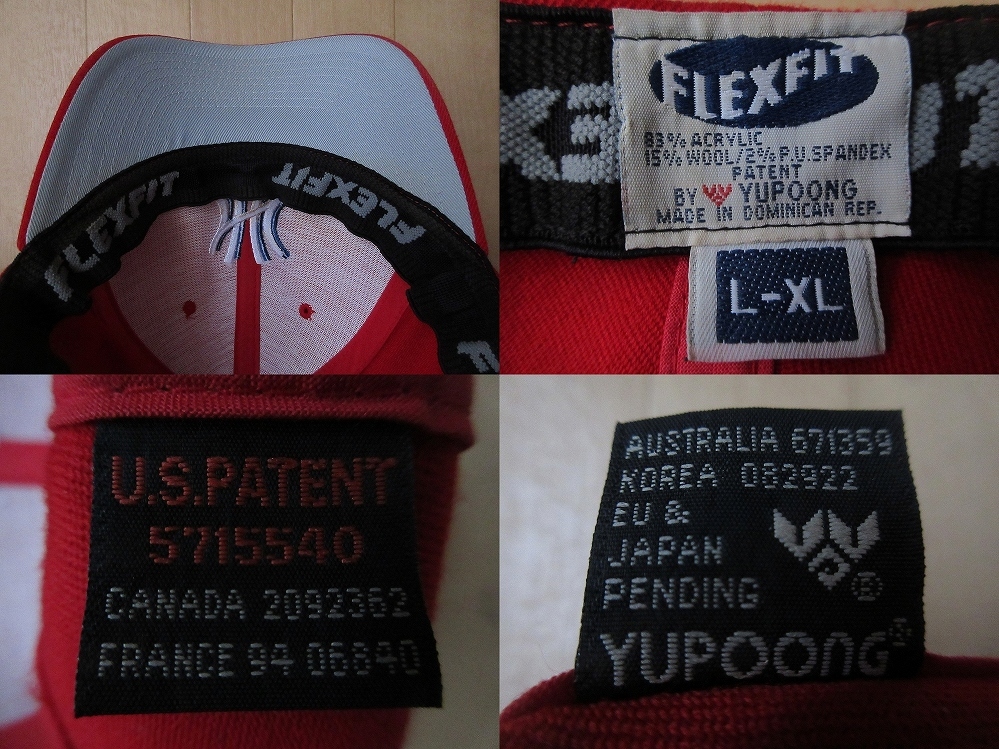 FLEXFIT
FLEXFIT
FLEXFIT
83% ACRYLIC
15% WOOL/2% P.U.SPANDEX
PATENT
BY YUPOONG
MADE IN DOMINICAN REP.
L-XL
U.S.PATENT
5715540
CANADA 2092362
FRANCE 94 06840
AUSTRALIA 671359
KOREA 082922
EU &
JAPAN
PENDING
®
YUPOONG®